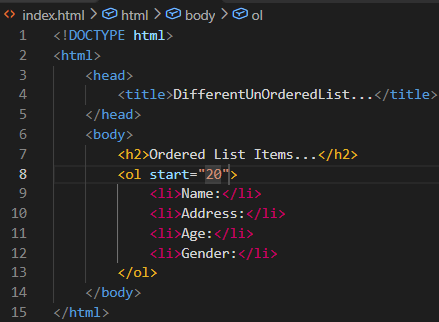 index.html > html > body > ol
1 <!DOCTYPE html>
2 <html>
3 <head>
4 <title>DifferentUnOrderedList...</title>
5 </head>
6 <body>
7 <h2>Ordered List Items...</h2>
8 <ol start="20">
9 <li>Name:</li>
10 <li>Address:</li>
11 <li>Age:</li>
12 <li>Gender:</li>
13 </ol>
14 </body>
15 </html>